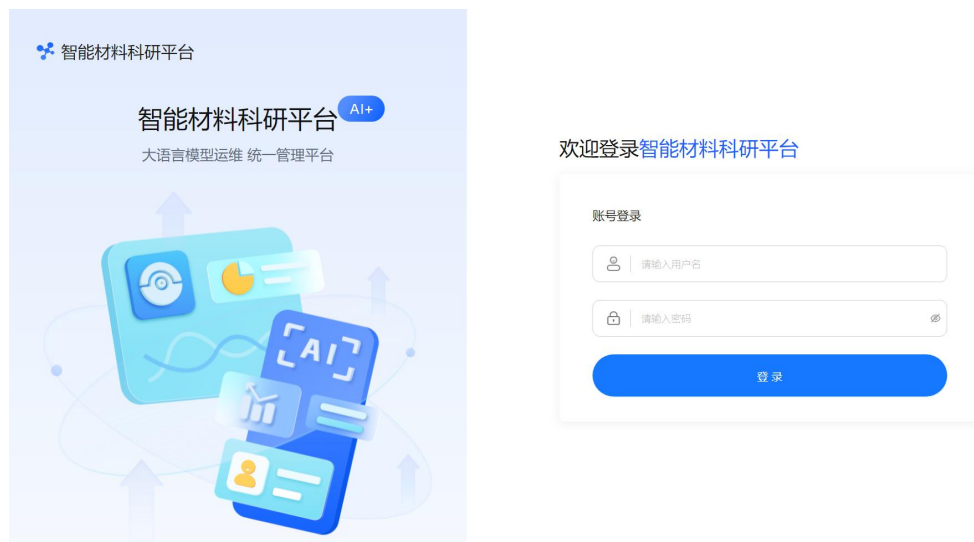 智能材料科研平台
智能材料科研平台 AI+
大语言模型运维 统一管理平台
AI
欢迎登录智能材料科研平台
账号登录
请输入用户名
请输入密码
登录